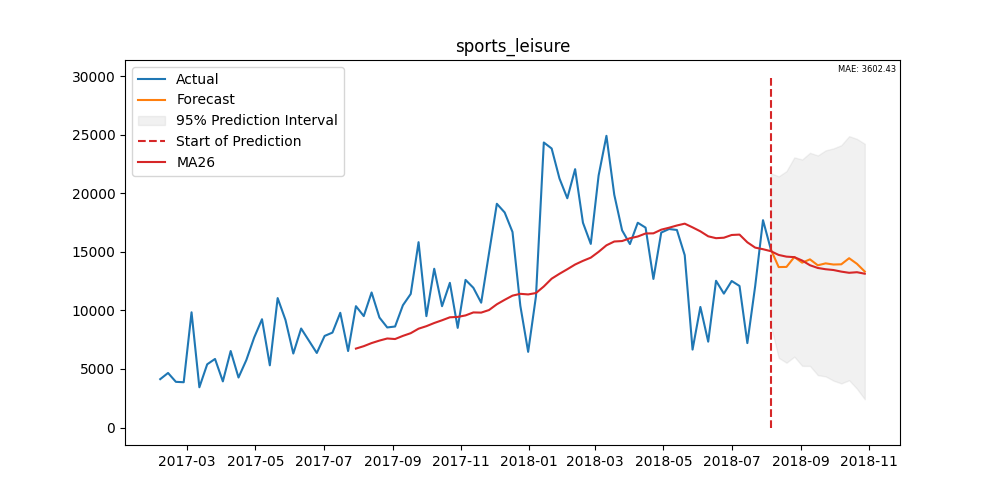 sports_leisure
MAE: 3602.43
Actual
Forecast
95% Prediction Interval
Start of Prediction
MA26
30000
25000
20000
15000
10000
5000
0
2017-03 2017-05 2017-07 2017-09 2017-11 2018-01 2018-03 2018-05 2018-07 2018-09 2018-11